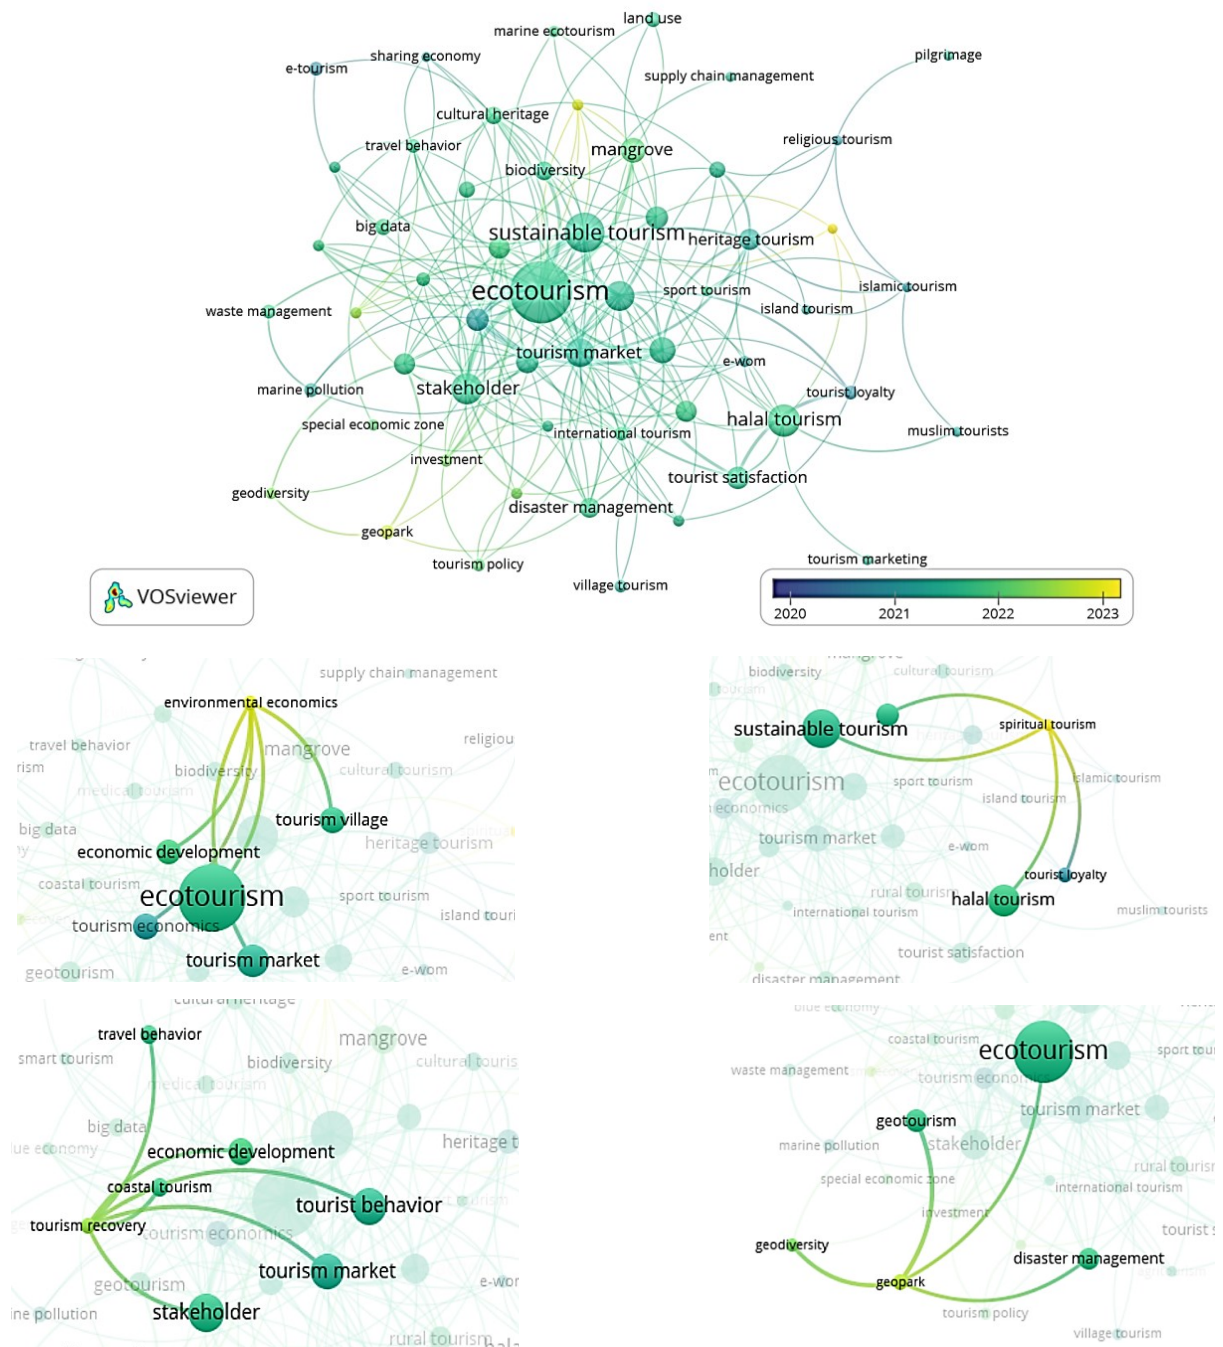 land use
marine ecotourism
sharing economy
pilgrimage
e-tourism
supply chain management
cultural heritage
religious tourism
travel behavior
mangrove
biodiversity
big data
sustainable tourism
heritage tourism
ecotourism
sport tourism
islamic tourism
waste management
island tourism
tourism market
e-wom
marine pollution
stakeholder
tourist loyalty
halal tourism
special economic zone
international tourism
muslim tourists
investment
tourist satisfaction
geodiversity
disaster management
geopark
tourism policy
tourism marketing
village tourism
VOSviewer
2020
2021
2022
2023
supply chain management
environmental economics
mangrove
religiou
travel behavior
rism
biodiversity
cultural tourism
medical tourism
big data
tourism village
heritage tourism
economic development
coastal tourism
ecotourism
sport tourism
tourism economics
island touri
tourism market
geotourism
e-wom
mangrove
biodiversity
cultural tourism
tourism
sustainable tourism
spiritual tourism
ecotourism
sport tourism
islamic tourism
economics
island tourism
tourism market
holder
e-wom
tourist loyalty
rural tourism
halal tourism
international tourism
muslim tourists
ent
tourist satisfaction
disaster management
cultural heritage
travel behavior
mangrove
smart tourism
biodiversity
cultural touris
medical tourism
big data
ue economy
economic development
heritage t
coastal tourism
tourist behavior
tourism recovery
tourism economics
tourism market
geotourism
e-wor
ine pollution
stakeholder
rural tourism
hala
blue economy
coastal tourism
ecotourism
sport tou
waste management
tourism economics
tourism market
geotourism
marine pollution
stakeholder
rural touris
special economic zone
international tourism
investment
tourist s
geodiversity
disaster management
geopark
tourism policy
village tourism